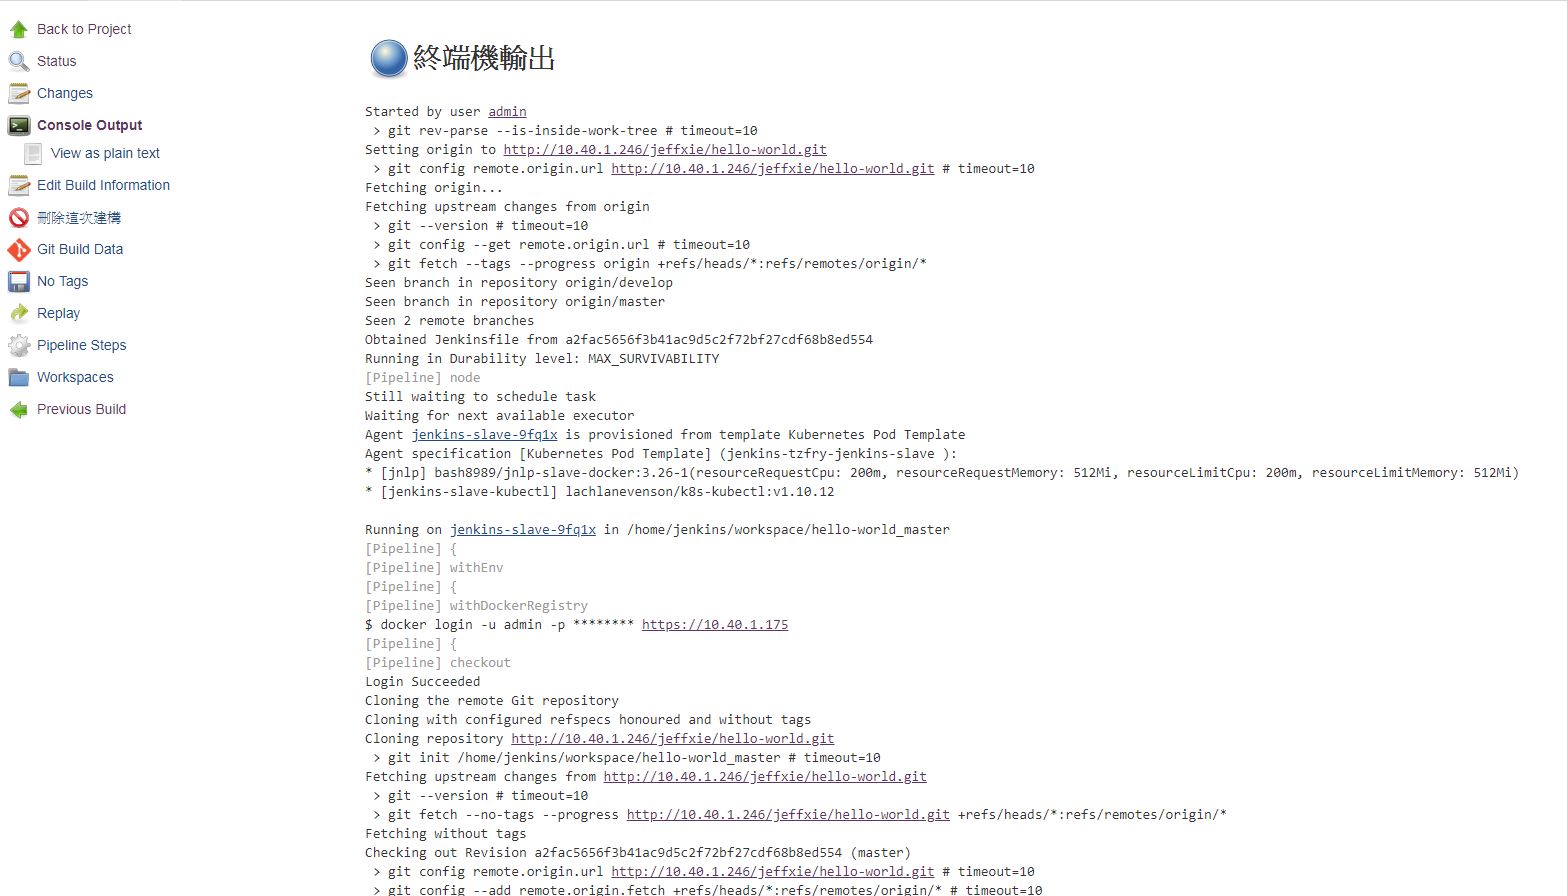 Back to Project
Status
Changes
Console Output
View as plain text
Edit Build Information
刪除這次建構
Git Build Data
No Tags
Replay
Pipeline Steps
Workspaces
Previous Build
終端機輸出
Started by user admin
> git rev-parse --is-inside-work-tree # timeout=10
Setting origin to http://10.40.1.246/jeffxie/hello-world.git
> git config remote.origin.url http://10.40.1.246/jeffxie/hello-world.git # timeout=10
Fetching origin...
Fetching upstream changes from origin
> git --version # timeout=10
> git config --get remote.origin.url # timeout=10
> git fetch --tags --progress origin +refs/heads/*:refs/remotes/origin/*
Seen branch in repository origin/develop
Seen branch in repository origin/master
Seen 2 remote branches
Obtained Jenkinsfile from a2fac5656f3b41ac9d5c2f72bf27cdf68b8ed554
Running in Durability level: MAX_SURVIVABILITY
[Pipeline] node
Still waiting to schedule task
Waiting for next available executor
Agent jenkins-slave-9fq1x is provisioned from template Kubernetes Pod Template
Agent specification [Kubernetes Pod Template] (jenkins-tzfry-jenkins-slave ):
* [jnlp] bash8989/jnlp-slave-docker:3.26-1(resourceRequestCpu: 200m, resourceRequestMemory: 512Mi, resourceLimitCpu: 200m, resourceLimitMemory: 512Mi)
* [jenkins-slave-kubectl] lachlanevenson/k8s-kubectl:v1.10.12
Running on jenkins-slave-9fq1x in /home/jenkins/workspace/hello-world_master
[Pipeline] {
[Pipeline] withEnv
[Pipeline] {
[Pipeline] withDockerRegistry
$ docker login -u admin -p ******** https://10.40.1.175
[Pipeline] {
[Pipeline] checkout
Login Succeeded
Cloning the remote Git repository
Cloning with configured refspecs honoured and without tags
Cloning repository http://10.40.1.246/jeffxie/hello-world.git
> git init /home/jenkins/workspace/hello-world_master # timeout=10
Fetching upstream changes from http://10.40.1.246/jeffxie/hello-world.git
> git --version # timeout=10
> git fetch --no-tags --progress http://10.40.1.246/jeffxie/hello-world.git +refs/heads/*:refs/remotes/origin/*
Fetching without tags
Checking out Revision a2fac5656f3b41ac9d5c2f72bf27cdf68b8ed554 (master)
> git config remote.origin.url http://10.40.1.246/jeffxie/hello-world.git # timeout=10
> git config --add remote.origin.fetch +refs/heads/*:refs/remotes/origin/* # timeout=10